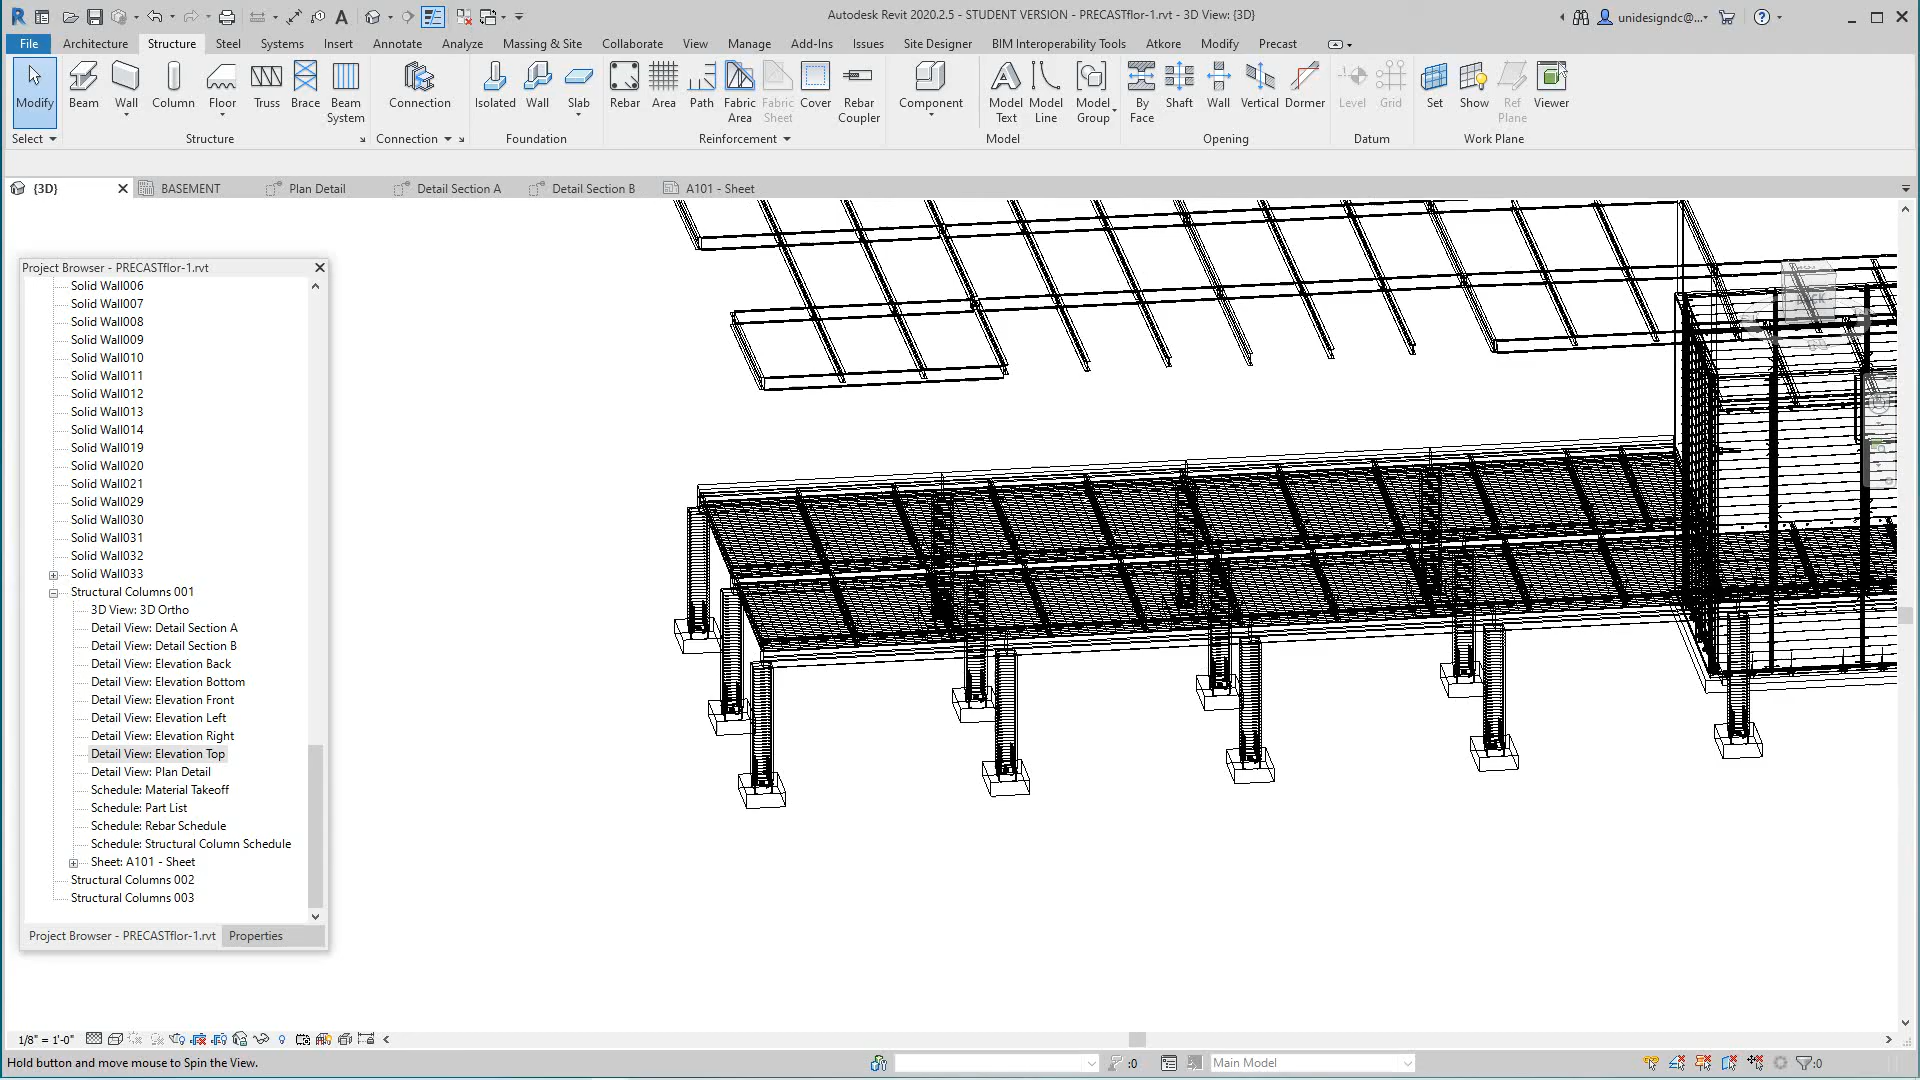 Autodesk Revit 2020.2.5 - STUDENT VERSION - PRECASTflor-1.rvt - 3D View: {3D}
unidesigndc@...
File Architecture Structure Steel Systems Insert Annotate Analyze Massing & Site Collaborate View Manage Add-Ins Issues Site Designer BIM Interoperability Tools Atkore Modify Precast
Modify Beam Wall Column Floor Truss Brace Beam System Connection Isolated Wall Slab Rebar Area Path Fabric Area Fabric Sheet Cover Rebar Coupler Component Model Text Model Line Model Group By Face Shaft Wall Vertical Dormer Level Grid Set Show Ref Plane Viewer
Select Structure Connection Foundation Reinforcement Model Opening Datum Work Plane
{3D} BASEMENT Plan Detail Detail Section A Detail Section B A101 - Sheet
Project Browser - PRECASTflor-1.rvt
Solid Wall006
Solid Wall007
Solid Wall008
Solid Wall009
Solid Wall010
Solid Wall011
Solid Wall012
Solid Wall013
Solid Wall014
Solid Wall019
Solid Wall020
Solid Wall021
Solid Wall029
Solid Wall030
Solid Wall031
Solid Wall032
Solid Wall033
Structural Columns 001
3D View: 3D Ortho
Detail View: Detail Section A
Detail View: Detail Section B
Detail View: Elevation Back
Detail View: Elevation Bottom
Detail View: Elevation Front
Detail View: Elevation Left
Detail View: Elevation Right
Detail View: Elevation Top
Detail View: Plan Detail
Schedule: Material Takeoff
Schedule: Part List
Schedule: Rebar Schedule
Schedule: Structural Column Schedule
Sheet: A101 - Sheet
Structural Columns 002
Structural Columns 003
Project Browser - PRECASTflor-1.rvt Properties
1/8" = 1'-0"
Hold button and move mouse to Spin the View.
:0
Main Model
:0